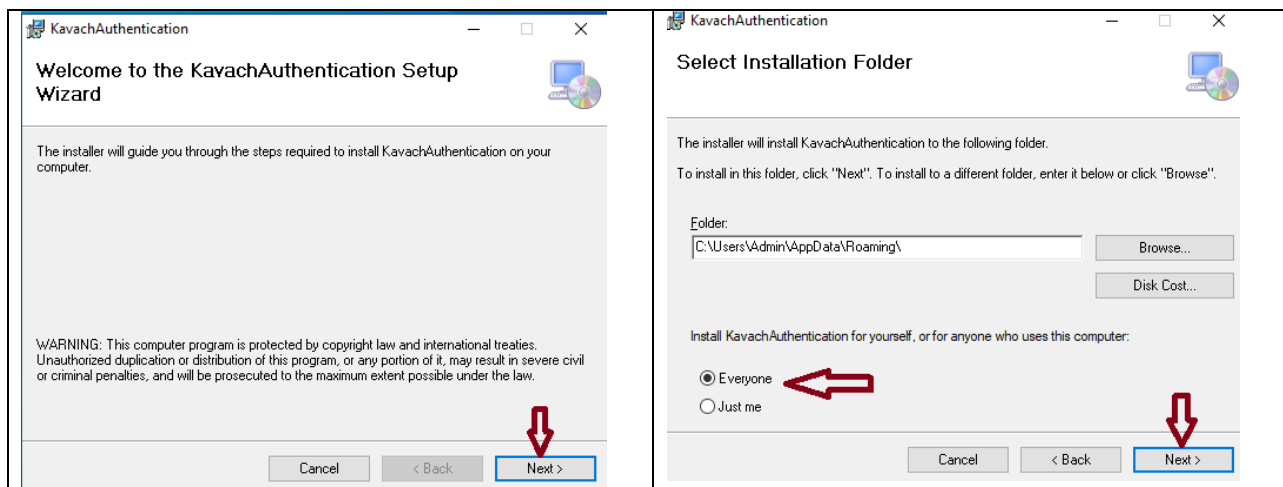 KavachAuthentication
Welcome to the KavachAuthentication Setup
Wizard
The installer will guide you through the steps required to install KavachAuthentication on your
computer.
WARNING: This computer program is protected by copyright law and international treaties.
Unauthorized duplication or distribution of this program, or any portion of it, may result in severe civil
or criminal penalties, and will be prosecuted to the maximum extent possible under the law.
Cancel
< Back
Next >
KavachAuthentication
Select Installation Folder
The installer will install KavachAuthentication to the following folder.
To install in this folder, click "Next". To install to a different folder, enter it below or click "Browse".
Folder:
C:\Users\Admin\AppData\Roaming\
Browse...
Disk Cost...
Install KavachAuthentication for yourself, or for anyone who uses this computer:
Everyone
Just me
Cancel
< Back
Next >